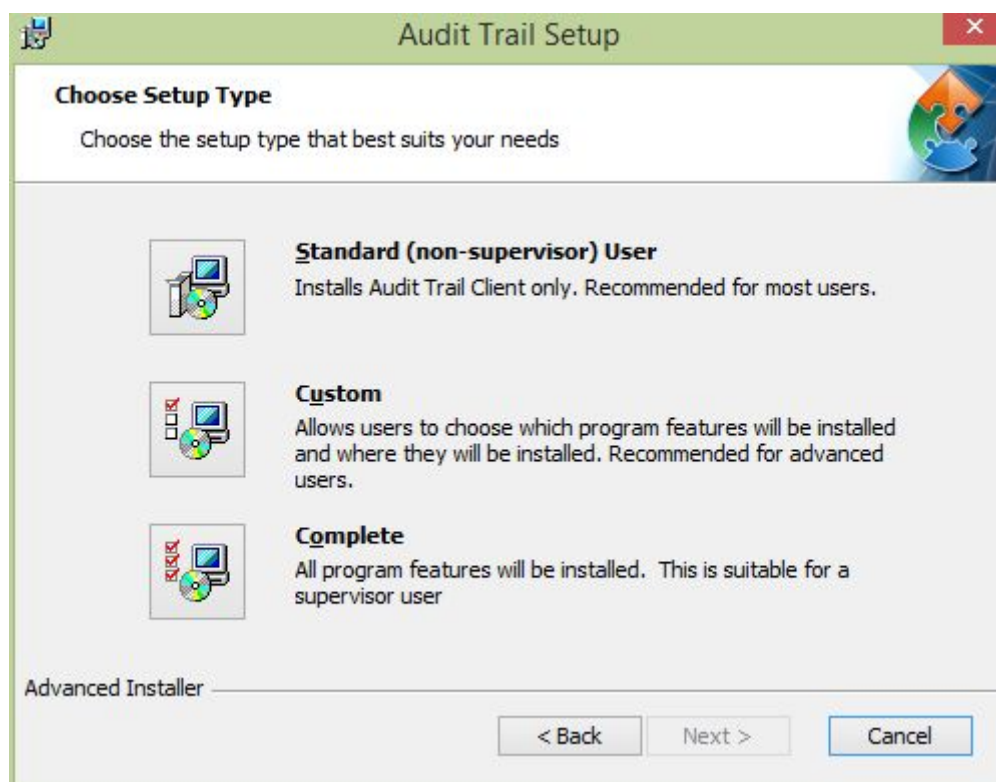 Audit Trail Setup
Choose Setup Type
Choose the setup type that best suits your needs
Standard (non-supervisor) User
Installs Audit Trail Client only. Recommended for most users.
Custom
Allows users to choose which program features will be installed
and where they will be installed. Recommended for advanced
users.
Complete
All program features will be installed.  This is suitable for a
supervisor user
Advanced Installer
< Back Next > Cancel